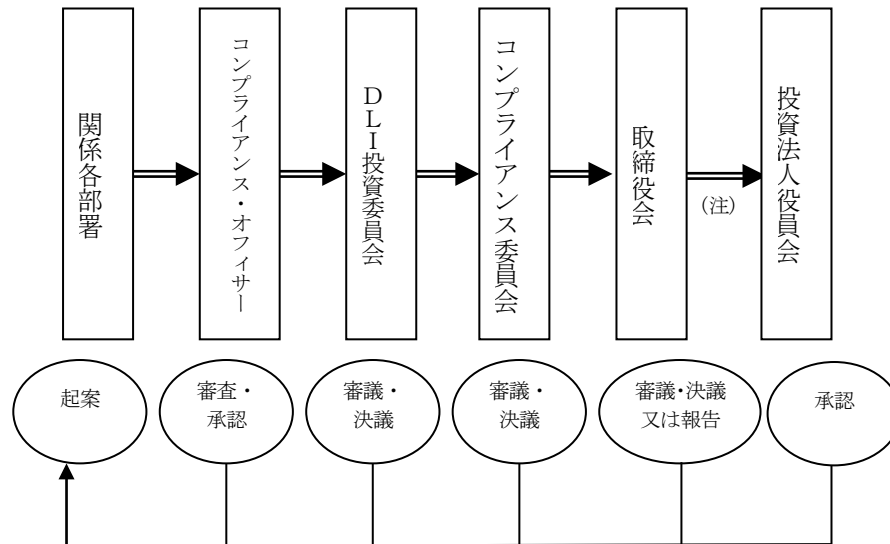 関係各部署
コンプライアンス・オフィサー
DLI投資委員会
コンプライアンス委員会
取締役会
(注)
投資法人役員会
起案
審査・
承認
審議・
決議
審議・
決議
審議・決議
又は報告
承認